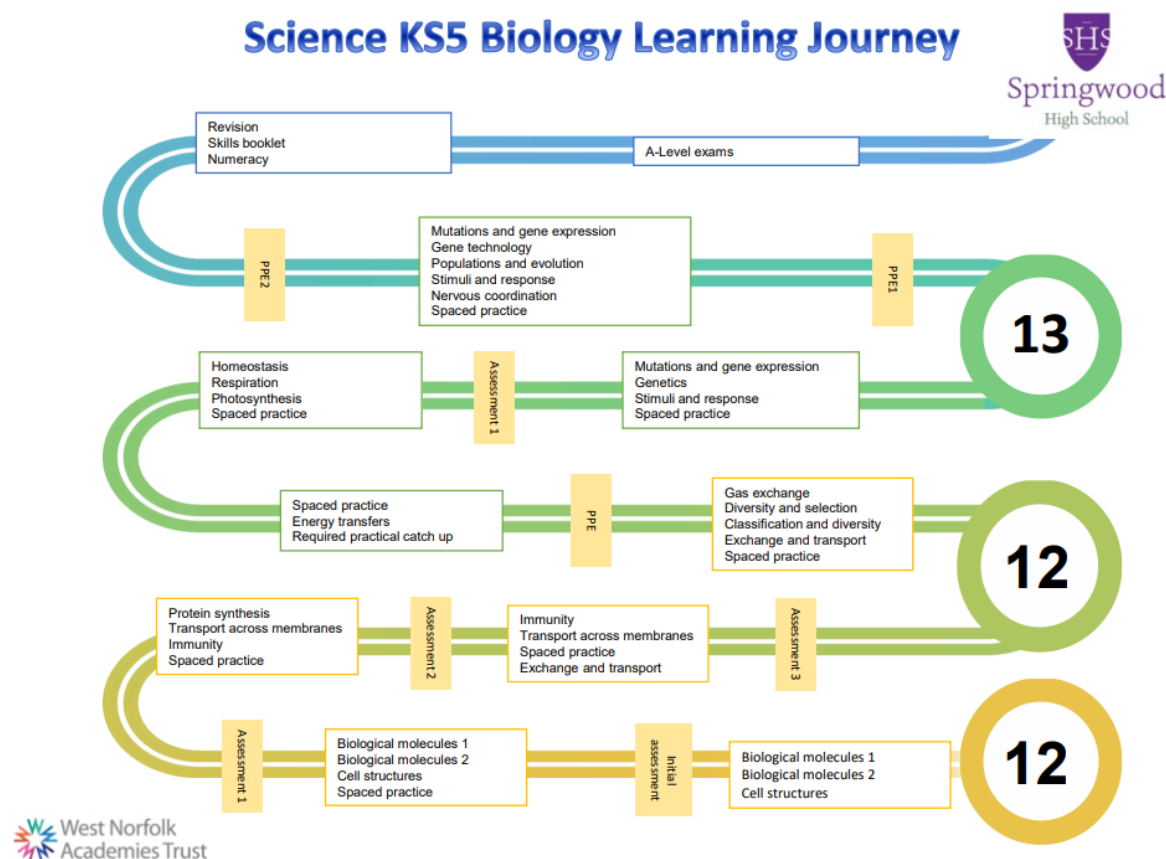 Science KS5 Biology Learning Journey
SHS
Springwood
High School
Revision
Skills booklet
Numeracy
A-Level exams
PPE2
Mutations and gene expression
Gene technology
Populations and evolution
Stimuli and response
Nervous coordination
Spaced practice
PPE1
13
Homeostasis
Respiration
Photosynthesis
Spaced practice
Assessment 1
Mutations and gene expression
Genetics
Stimuli and response
Spaced practice
Spaced practice
Energy transfers
Required practical catch up
PPE
Gas exchange
Diversity and selection
Classification and diversity
Exchange and transport
Spaced practice
12
Protein synthesis
Transport across membranes
Immunity
Spaced practice
Assessment 2
Immunity
Transport across membranes
Spaced practice
Exchange and transport
Assessment 3
Assessment 1
Biological molecules 1
Biological molecules 2
Cell structures
Spaced practice
Initial
assessment
Biological molecules 1
Biological molecules 2
Cell structures
12
West Norfolk
Academies Trust